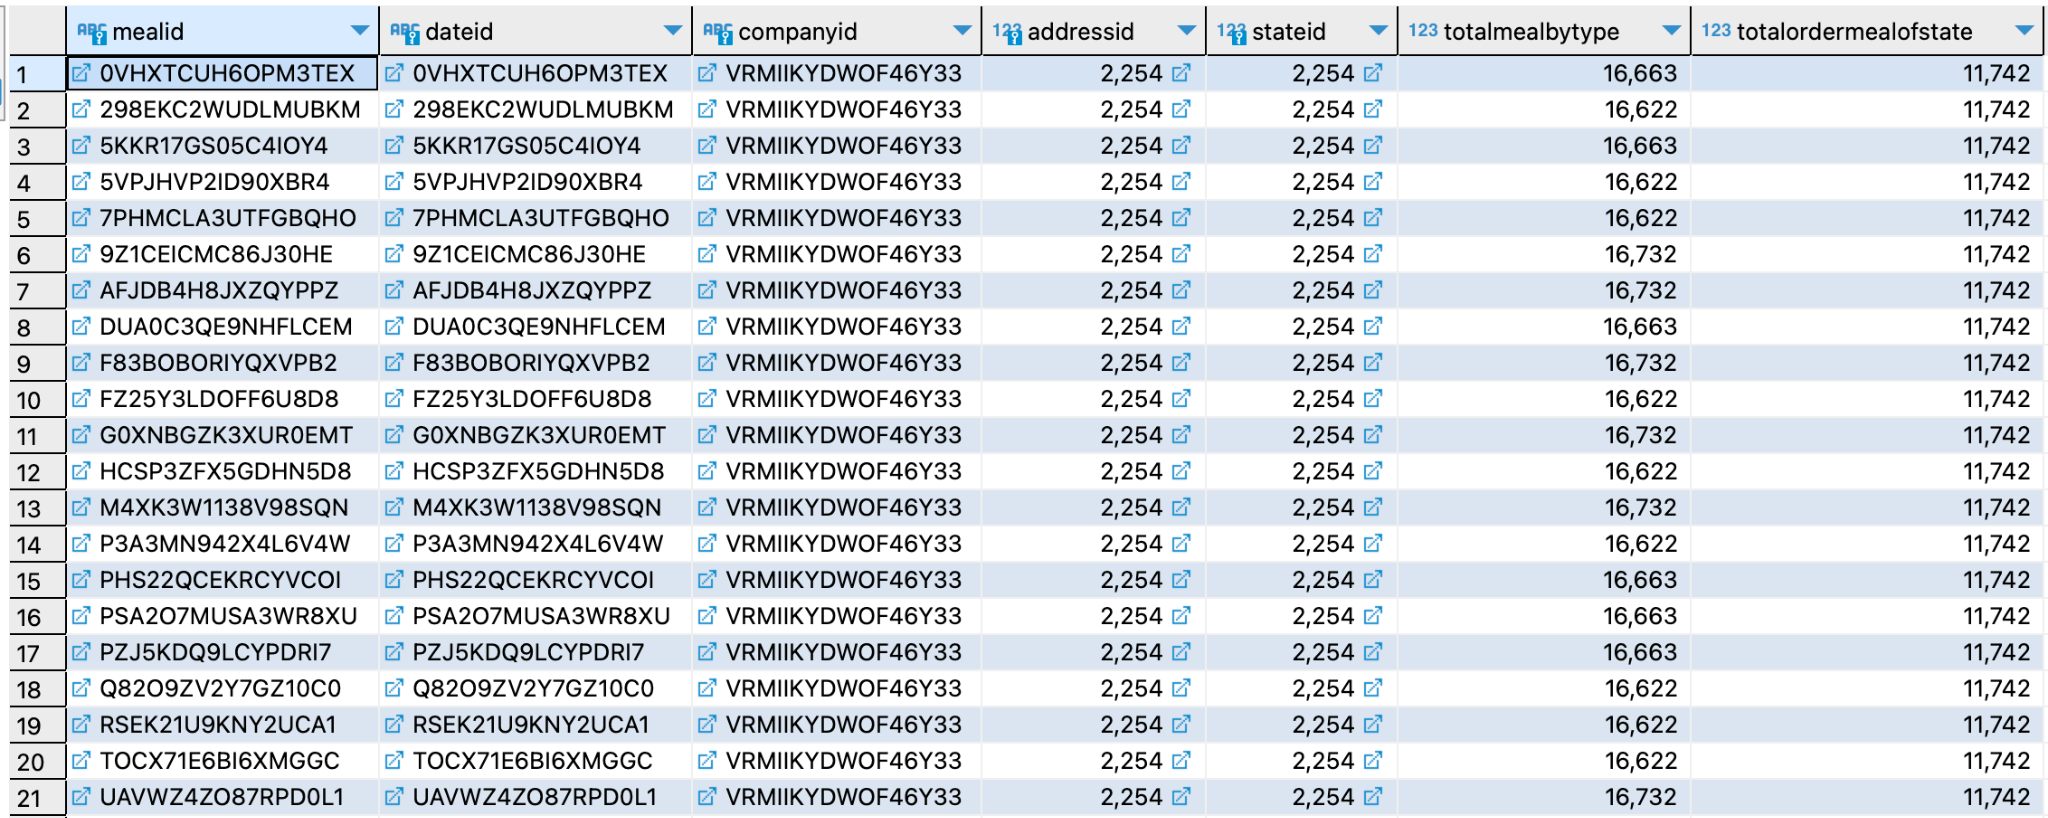 ABC mealid ABC dateid ABC companyid 123 addressid 123 stateid 123 totalmealbytype 123 totalordermealofstate
1 0VHXTCUH6OPM3TEX 0VHXTCUH6OPM3TEX VRMIIKYDWOF46Y33 2,254 2,254 16,663 11,742
2 298EKC2WUDLMUBKM 298EKC2WUDLMUBKM VRMIIKYDWOF46Y33 2,254 2,254 16,622 11,742
3 5KKR17GS05C4IOY4 5KKR17GS05C4IOY4 VRMIIKYDWOF46Y33 2,254 2,254 16,663 11,742
4 5VPJHVP2ID90XBR4 5VPJHVP2ID90XBR4 VRMIIKYDWOF46Y33 2,254 2,254 16,622 11,742
5 7PHMCLA3UTFGBQHO 7PHMCLA3UTFGBQHO VRMIIKYDWOF46Y33 2,254 2,254 16,622 11,742
6 9Z1CEICMC86J30HE 9Z1CEICMC86J30HE VRMIIKYDWOF46Y33 2,254 2,254 16,732 11,742
7 AFJDB4H8JXZQYPPZ AFJDB4H8JXZQYPPZ VRMIIKYDWOF46Y33 2,254 2,254 16,732 11,742
8 DUA0C3QE9NHFLCEM DUA0C3QE9NHFLCEM VRMIIKYDWOF46Y33 2,254 2,254 16,663 11,742
9 F83BOBORIYQXVPB2 F83BOBORIYQXVPB2 VRMIIKYDWOF46Y33 2,254 2,254 16,732 11,742
10 FZ25Y3LDOFF6U8D8 FZ25Y3LDOFF6U8D8 VRMIIKYDWOF46Y33 2,254 2,254 16,622 11,742
11 G0XNBGZK3XUR0EMT G0XNBGZK3XUR0EMT VRMIIKYDWOF46Y33 2,254 2,254 16,732 11,742
12 HCSP3ZFX5GDHN5D8 HCSP3ZFX5GDHN5D8 VRMIIKYDWOF46Y33 2,254 2,254 16,622 11,742
13 M4XK3W1138V98SQN M4XK3W1138V98SQN VRMIIKYDWOF46Y33 2,254 2,254 16,732 11,742
14 P3A3MN942X4L6V4W P3A3MN942X4L6V4W VRMIIKYDWOF46Y33 2,254 2,254 16,622 11,742
15 PHS22QCEKRCYVCOI PHS22QCEKRCYVCOI VRMIIKYDWOF46Y33 2,254 2,254 16,663 11,742
16 PSA2O7MUSA3WR8XU PSA2O7MUSA3WR8XU VRMIIKYDWOF46Y33 2,254 2,254 16,663 11,742
17 PZJ5KDQ9LCYPDRI7 PZJ5KDQ9LCYPDRI7 VRMIIKYDWOF46Y33 2,254 2,254 16,663 11,742
18 Q82O9ZV2Y7GZ10C0 Q82O9ZV2Y7GZ10C0 VRMIIKYDWOF46Y33 2,254 2,254 16,622 11,742
19 RSEK21U9KNY2UCA1 RSEK21U9KNY2UCA1 VRMIIKYDWOF46Y33 2,254 2,254 16,622 11,742
20 TOCX71E6BI6XMGGC TOCX71E6BI6XMGGC VRMIIKYDWOF46Y33 2,254 2,254 16,622 11,742
21 UAVWZ4ZO87RPD0L1 UAVWZ4ZO87RPD0L1 VRMIIKYDWOF46Y33 2,254 2,254 16,732 11,742